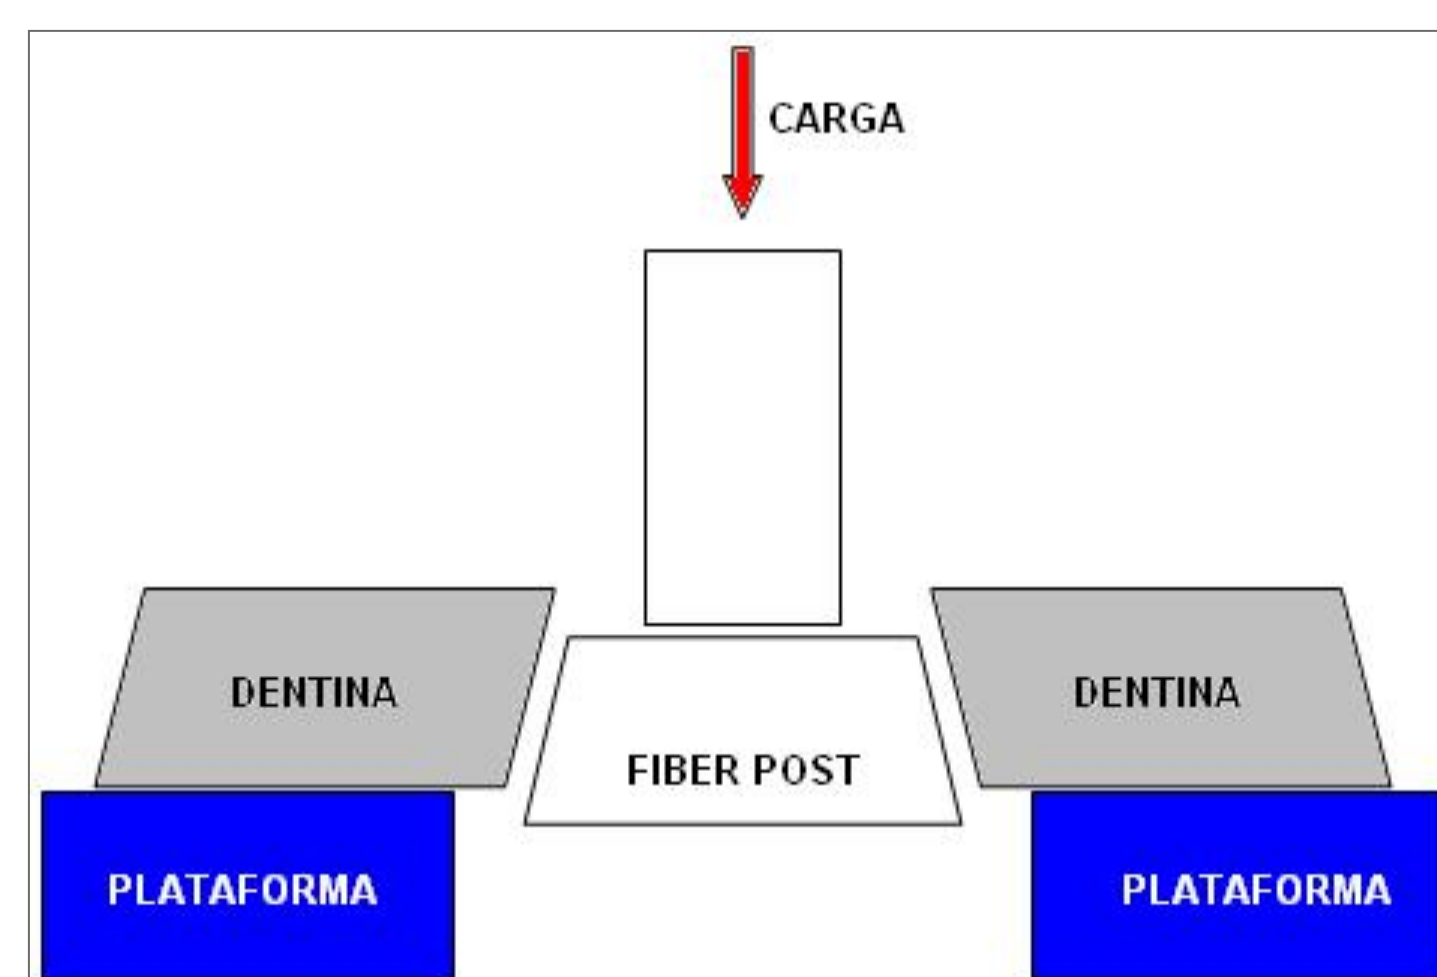 CARGA
DENTINA
DENTINA
FIBER POST
PLATAFORMA
PLATAFORMA